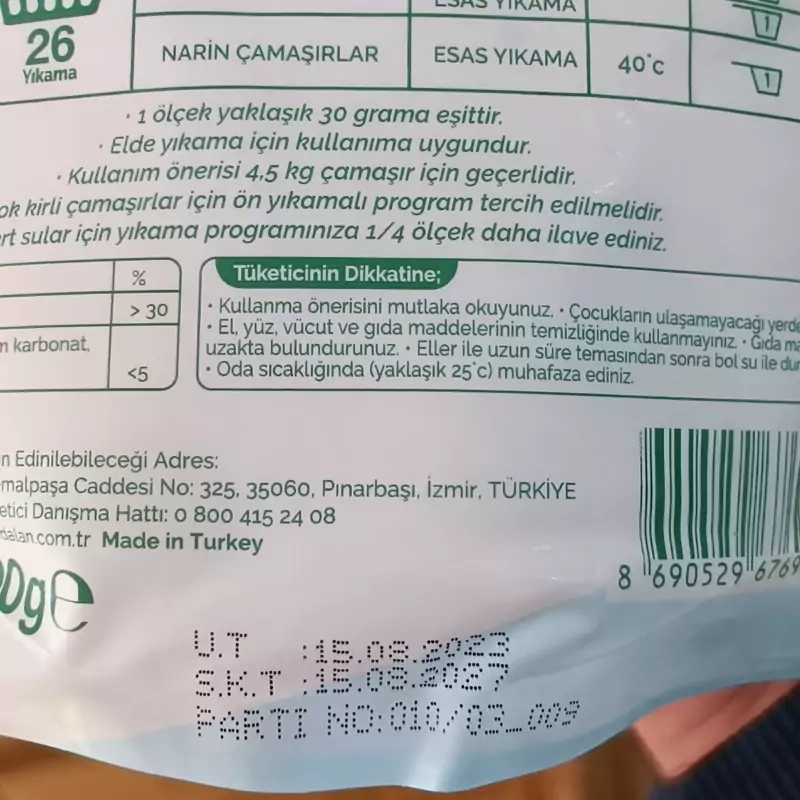 ESAS YIKAMA
26
Yıkama
NARİN ÇAMAŞIRLAR
ESAS YIKAMA
40°c
1
1
• 1 ölçek yaklaşık 30 grama eşittir.
• Elde yıkama için kullanıma uygundur.
• Kullanım önerisi 4,5 kg çamaşır için geçerlidir.
ok kirli çamaşırlar için ön yıkamalı program tercih edilmelidir.
rt sular için yıkama programınıza 1/4 ölçek daha ilave ediniz.
%
> 30
m karbonat,
<5
Tüketicinin Dikkatine;
• Kullanma önerisini mutlaka okuyunuz. • Çocukların ulaşamayacağı yerde
• El, yüz, vücut ve gıda maddelerinin temizliğinde kullanmayınız. • Gıda ma
uzakta bulundurunuz. • Eller ile uzun süre temasından sonra bol su ile dur
• Oda sıcaklığında (yaklaşık 25°c) muhafaza ediniz.
n Edinilebileceği Adres:
malpaşa Caddesi No: 325, 35060, Pınarbaşı, İzmir, TÜRKİYE
etici Danışma Hattı: 0 800 415 24 08
dalan.com.tr Made in Turkey
0g℮
8 690529 6769
U.T :15.08.2023
S.K.T :15.08.2027
PARTI NO:010/03_009